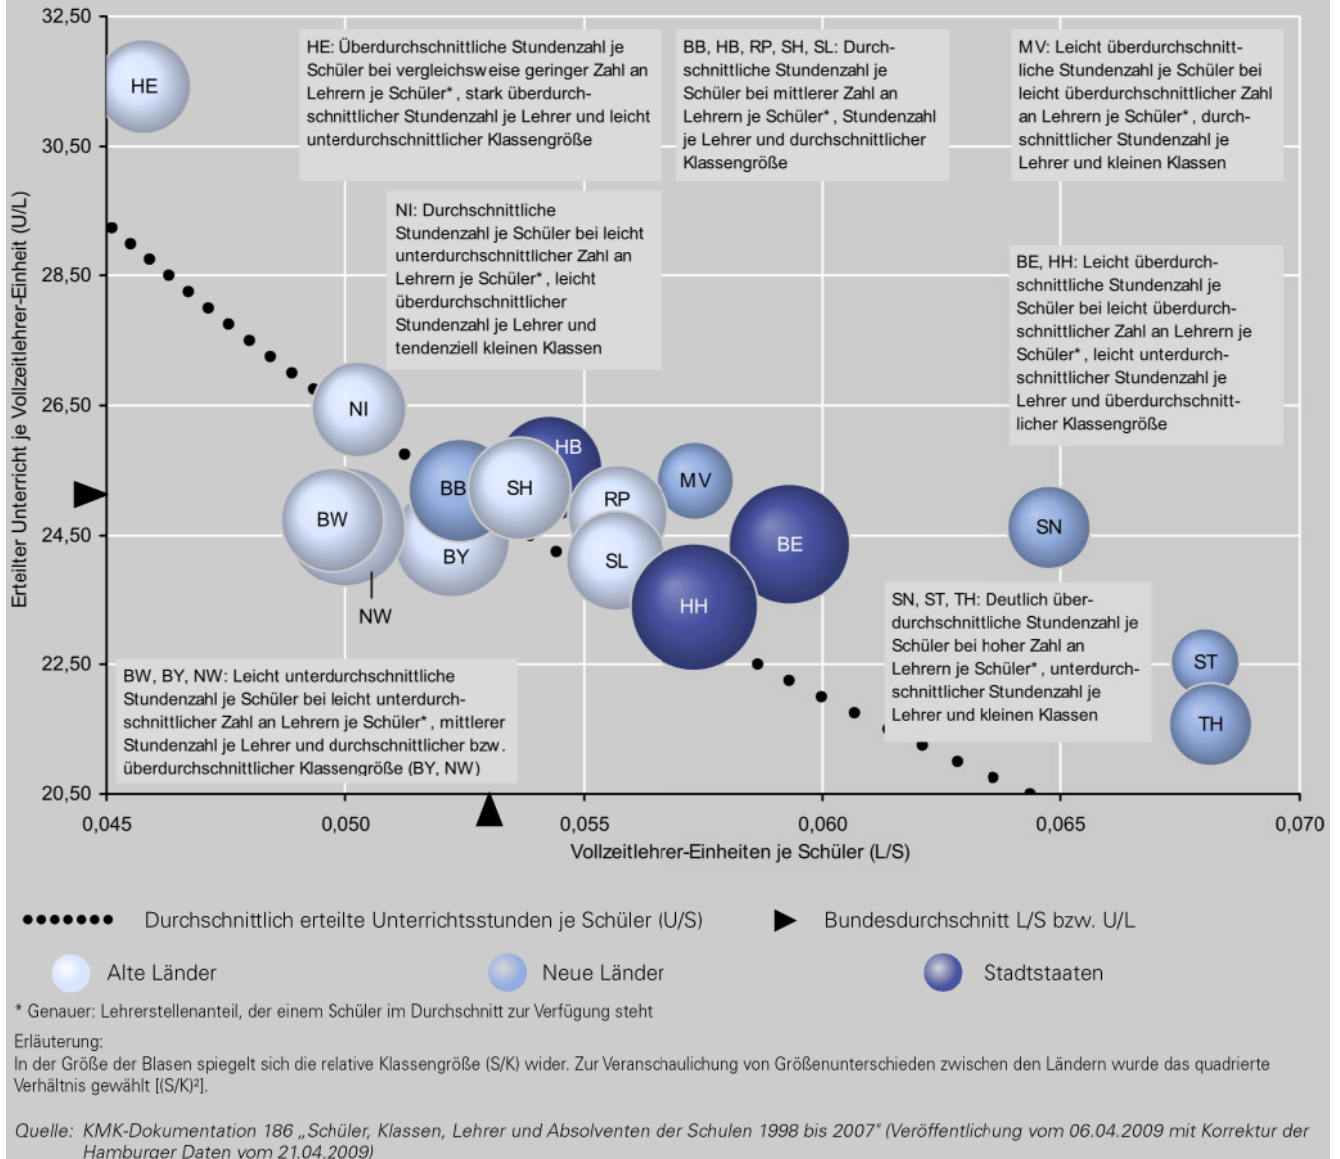 32,50
HE
HE: Überdurchschnittliche Stundenzahl je
Schüler bei vergleichsweise geringer Zahl an
Lehrern je Schüler*, stark überdurch-
schnittlicher Stundenzahl je Lehrer und leicht
unterdurchschnittlicher Klassengröße
BB, HB, RP, SH, SL: Durch-
schnittliche Stundenzahl je
Schüler bei mittlerer Zahl an
Lehrern je Schüler*, Stundenzahl
je Lehrer und durchschnittlicher
Klassengröße
MV: Leicht überdurchschnitt-
liche Stundenzahl je Schüler bei
leicht überdurchschnittlicher Zahl
an Lehrern je Schüler*, durch-
schnittlicher Stundenzahl je
Lehrer und kleinen Klassen
30,50
NI: Durchschnittliche
Stundenzahl je Schüler bei leicht
unterdurchschnittlicher Zahl an
Lehrern je Schüler*, leicht
überdurchschnittlicher
Stundenzahl je Lehrer und
tendenziell kleinen Klassen
BE, HH: Leicht überdurch-
schnittliche Stundenzahl je
Schüler bei leicht überdurch-
schnittlicher Zahl an Lehrern je
Schüler*, leicht unterdurch-
schnittlicher Stundenzahl je
Lehrer und überdurchschnitt-
licher Klassengröße
28,50
Erteilter Unterricht je Vollzeitlehrer-Einheit (U/L)
26,50
NI
HB
BB
SH
RP
MV
BW
BY
SL
BE
SN
24,50
HH
NW
SN, ST, TH: Deutlich über-
durchschnittliche Stundenzahl je
Schüler bei hoher Zahl an
Lehrern je Schüler*, unterdurch-
schnittlicher Stundenzahl je
Lehrer und kleinen Klassen
ST
TH
22,50
BW, BY, NW: Leicht unterdurchschnittliche
Stundenzahl je Schüler bei leicht unterdurch-
schnittlicher Zahl an Lehrern je Schüler*, mittlerer
Stundenzahl je Lehrer und durchschnittlicher bzw.
überdurchschnittlicher Klassengröße (BY, NW)
20,50
0,045 0,050 0,055 0,060 0,065 0,070
Vollzeitlehrer-Einheiten je Schüler (L/S)
Durchschnittlich erteilte Unterrichtsstunden je Schüler (U/S) Bundesdurchschnitt L/S bzw. U/L
Alte Länder Neue Länder Stadtstaaten
* Genauer: Lehrerstellenanteil, der einem Schüler im Durchschnitt zur Verfügung steht
Erläuterung:
In der Größe der Blasen spiegelt sich die relative Klassengröße (S/K) wider. Zur Veranschaulichung von Größenunterschieden zwischen den Ländern wurde das quadrierte
Verhältnis gewählt [(S/K)²].
Quelle: KMK-Dokumentation 186 „Schüler, Klassen, Lehrer und Absolventen der Schulen 1998 bis 2007" (Veröffentlichung vom 06.04.2009 mit Korrektur der
Hamburger Daten vom 21.04.2009)